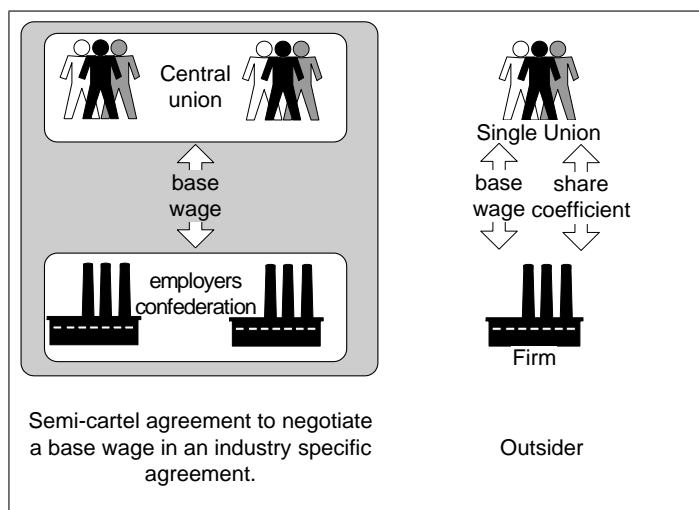 Central
union
base
wage
employers
confederation
Semi-cartel agreement to negotiate
a base wage in an industry specific
agreement.
Single Union
base
wage
share
coefficient
Firm
Outsider